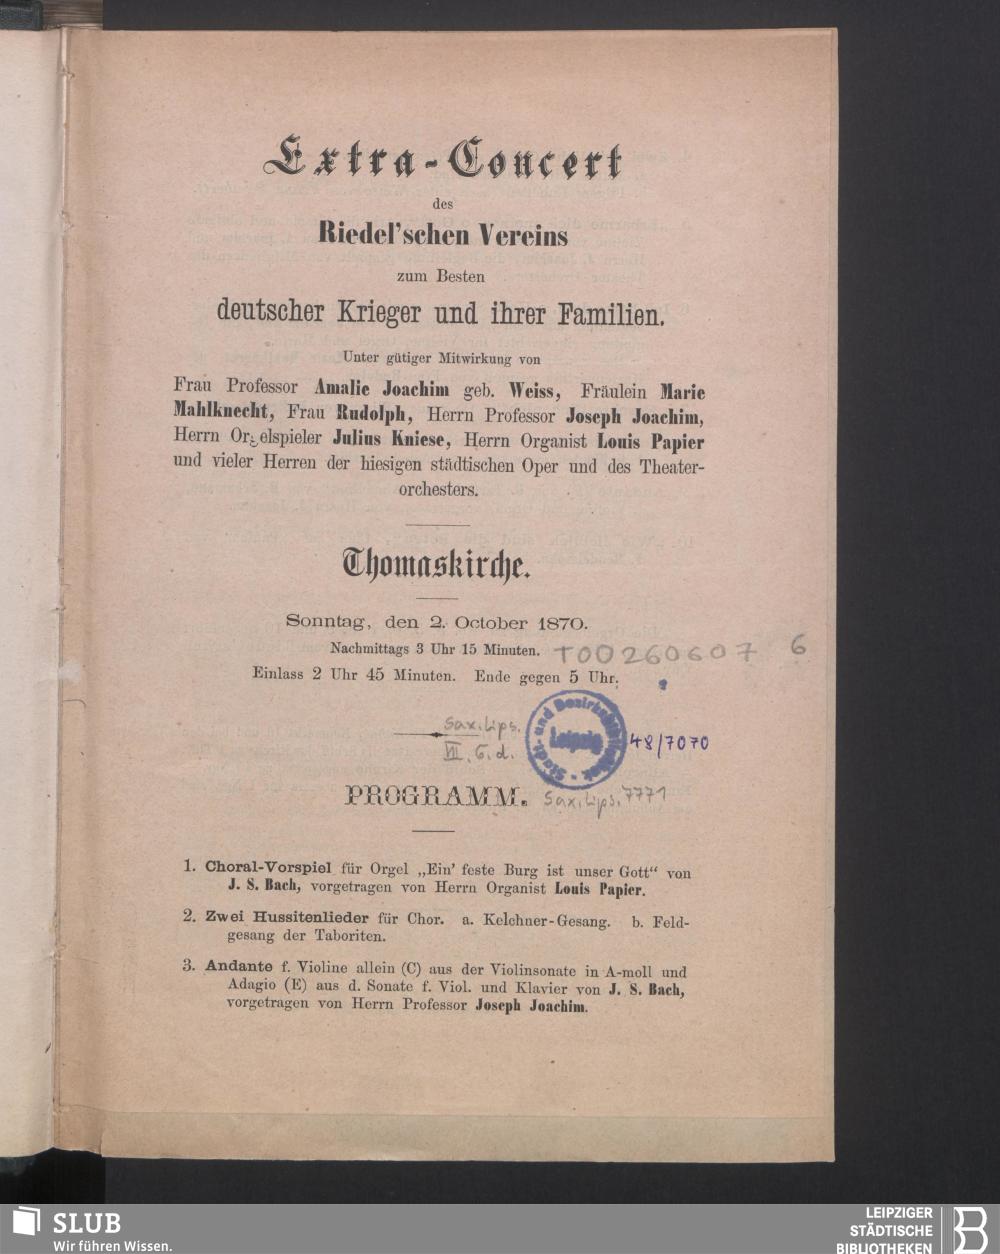 Extra-Concert
des
Riedel'schen Vereins
zum Besten
deutscher Krieger und ihrer Familien.
Unter gütiger Mitwirkung von
Frau Professor Amalie Joachim geb. Weiss, Fräulein Marie
Mahlknecht, Frau Rudolph, Herrn Professor Joseph Joachim,
Herrn Orgelspieler Julius Kniese, Herrn Organist Louis Papier
und vieler Herren der hiesigen städtischen Oper und des Theater-
orchesters.
Thomaskirche.
Sonntag, den 2. October 1870.
Nachmittags 3 Uhr 15 Minuten.
T00260607 6
Einlass 2 Uhr 45 Minuten. Ende gegen 5 Uhr.
Sax. Lips.
VII. G. d.
Stadt- und Bezirksbibliothek
Leipzig
48/7070
PROGRAMM.
Sax. Lips. 7771
1. Choral-Vorspiel für Orgel „Ein' feste Burg ist unser Gott“ von
J. S. Bach, vorgetragen von Herrn Organist Louis Papier.
2. Zwei Hussitenlieder für Chor. a. Kelchner-Gesang. b. Feld-
gesang der Taboriten.
3. Andante f. Violine allein (C) aus der Violinsonate in A-moll und
Adagio (E) aus d. Sonate f. Viol. und Klavier von J. S. Bach,
vorgetragen von Herrn Professor Joseph Joachim.
SLUB
Wir führen Wissen.
LEIPZIGER
STÄDTISCHE
BIBLIOTHEKEN